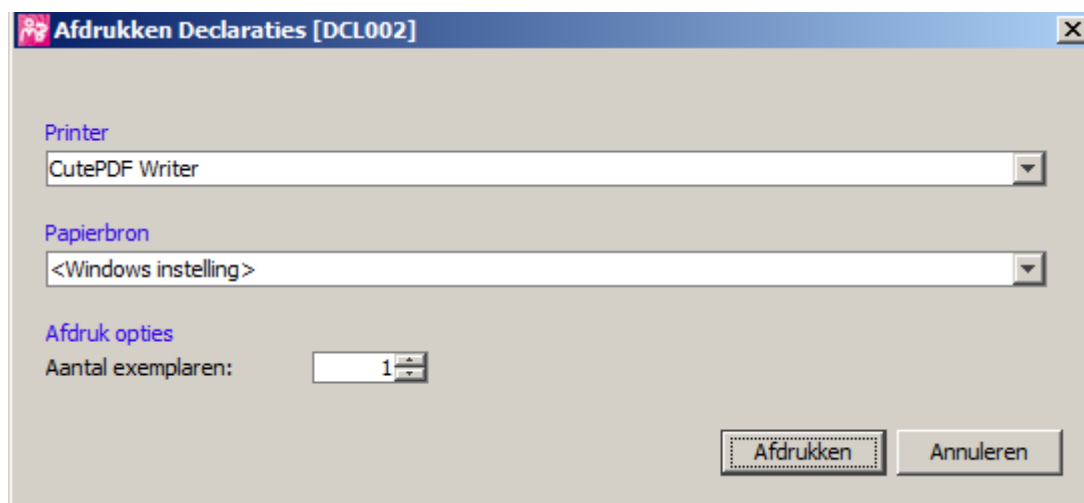 Afdrukken Declaraties [DCL002]
Printer
CutePDF Writer
Papierbron
<Windows instelling>
Afdruk opties
Aantal exemplaren: 1
Afdrukken Annuleren